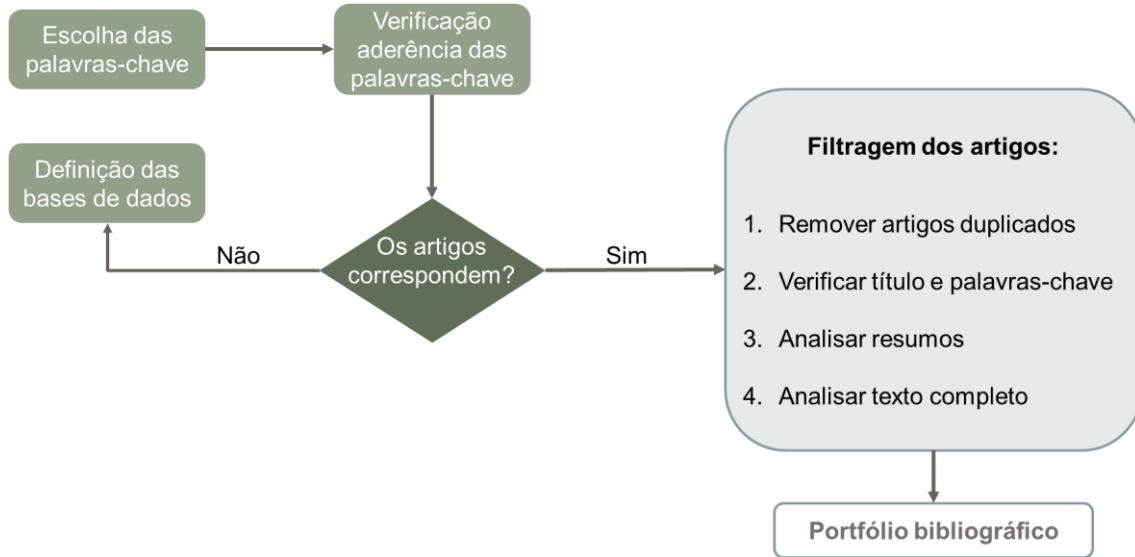 Escolha das
palavras-chave
Verificação
aderência das
palavras-chave
Definição das
bases de dados
Não
Os artigos
correspondem?
Sim
Filtragem dos artigos:
1. Remover artigos duplicados
2. Verificar título e palavras-chave
3. Analisar resumos
4. Analisar texto completo
Portfólio bibliográfico